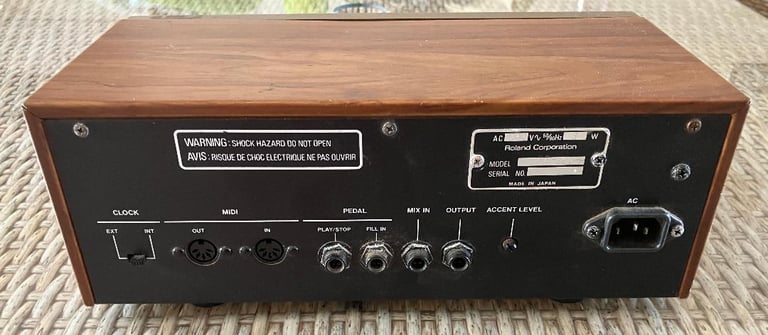 WARNING: SHOCK HAZARD DO NOT OPEN
AVIS: RISQUE DE CHOC ELECTRIQUE NE PAS OUVRIR
AC V~ 50/60Hz W
Roland Corporation
MODEL
SERIAL NO.
MADE IN JAPAN
CLOCK
EXT INT
MIDI
OUT IN
PEDAL
PLAY/STOP FILL IN
MIX IN
OUTPUT
ACCENT LEVEL
AC